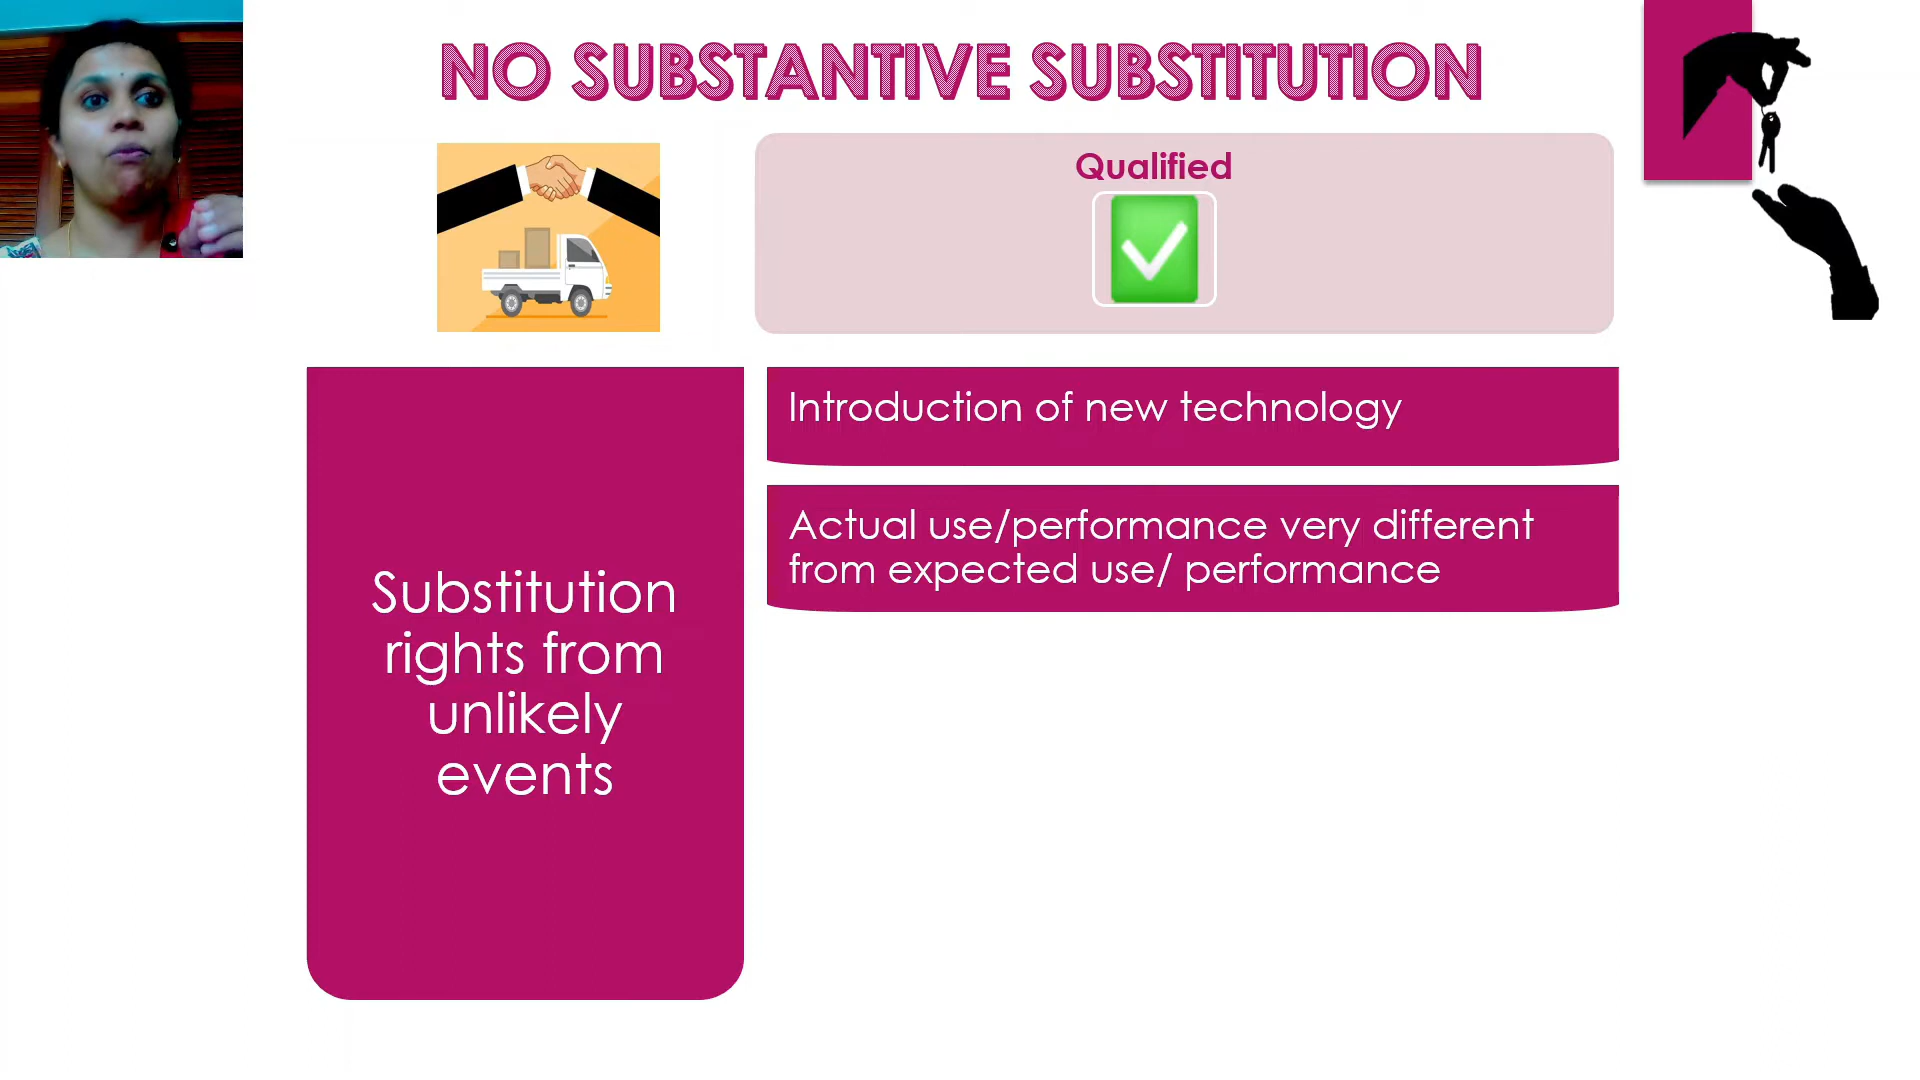 NO SUBSTANTIVE SUBSTITUTION
Qualified
Substitution
rights from
unlikely
events
Introduction of new technology
Actual use/performance very different
from expected use/ performance